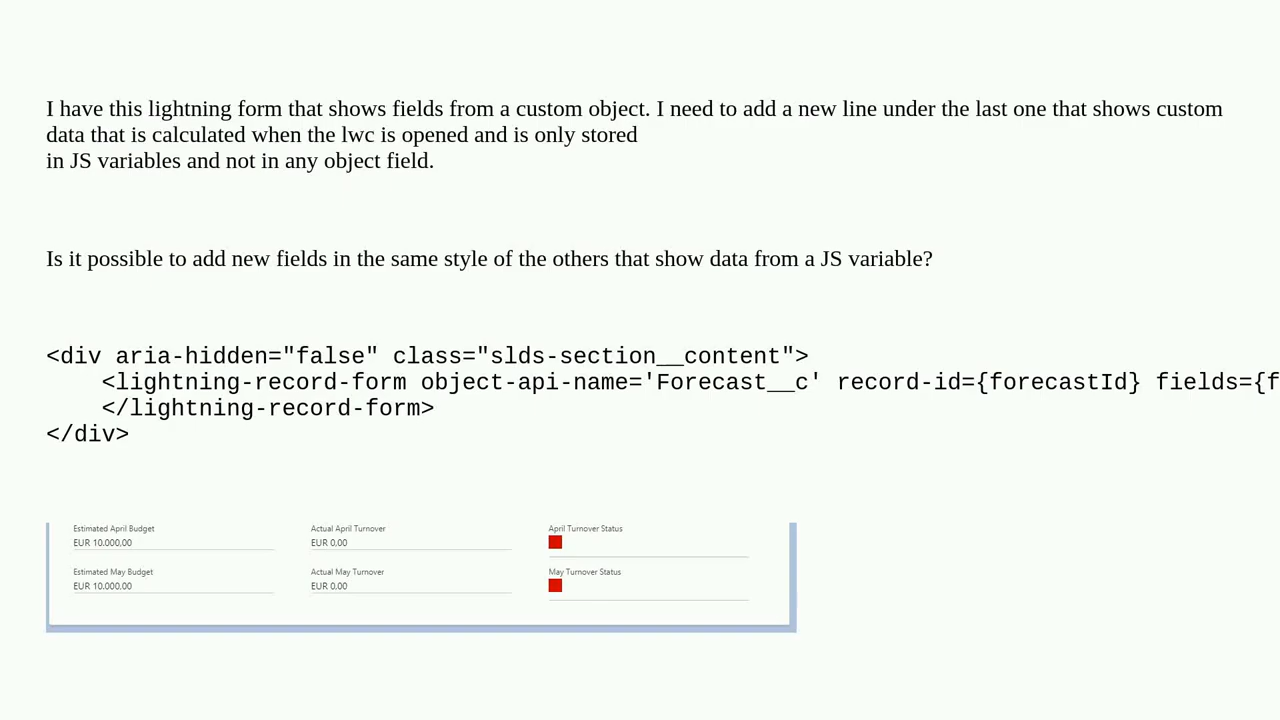 I have this lightning form that shows fields from a custom object. I need to add a new line under the last one that shows custom
data that is calculated when the lwc is opened and is only stored
in JS variables and not in any object field.
Is it possible to add new fields in the same style of the others that show data from a JS variable?
<div aria-hidden="false" class="slds-section__content">
    <lightning-record-form object-api-name='Forecast__c' record-id={forecastId} fields={f
    </lightning-record-form>
</div>
Estimated April Budget Actual April Turnover April Turnover Status
EUR 10.000,00 EUR 0,00
Estimated May Budget Actual May Turnover May Turnover Status
EUR 10.000,00 EUR 0,00